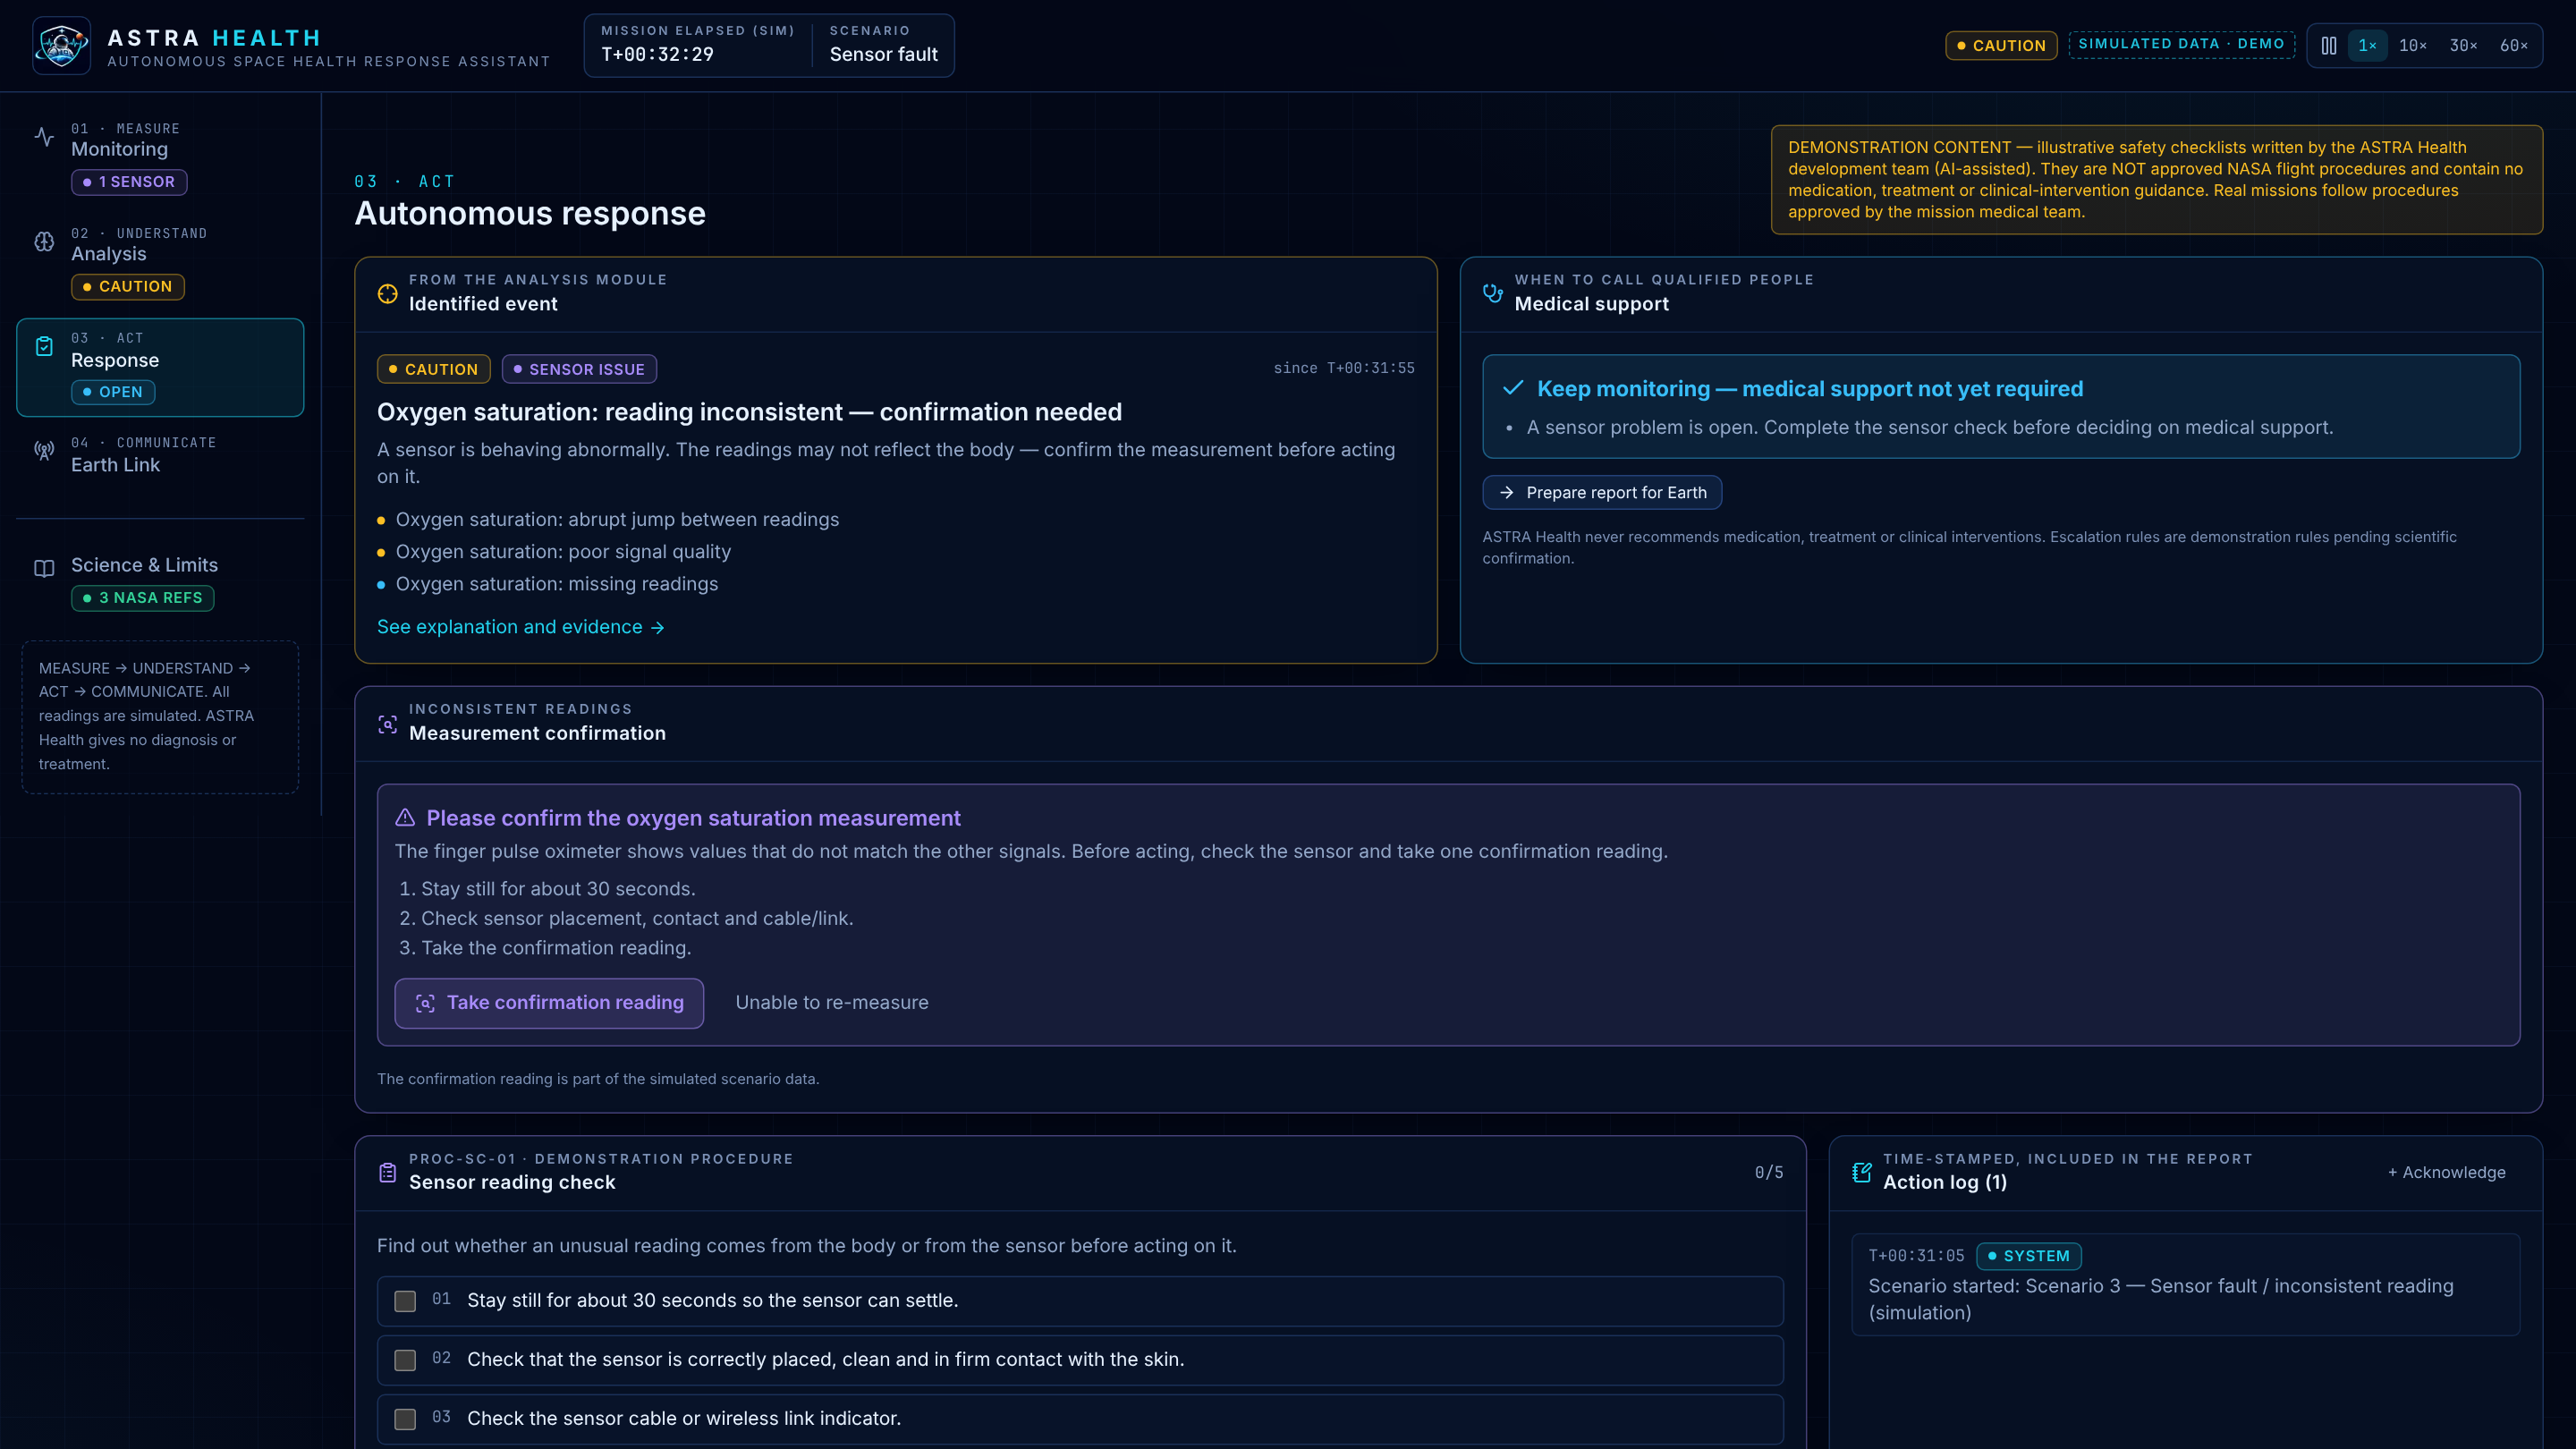 ASTRA HEALTH
AUTONOMOUS SPACE HEALTH RESPONSE ASSISTANT
MISSION ELAPSED (SIM)
T+00:32:29
SCENARIO
Sensor fault
CAUTION
SIMULATED DATA · DEMO
1×
10×
30×
60×
01 · MEASURE
Monitoring
1 SENSOR
02 · UNDERSTAND
Analysis
CAUTION
03 · ACT
Response
OPEN
04 · COMMUNICATE
Earth Link
Science & Limits
3 NASA REFS
MEASURE → UNDERSTAND →
ACT → COMMUNICATE. All
readings are simulated. ASTRA
Health gives no diagnosis or
treatment.
03 · ACT
Autonomous response
DEMONSTRATION CONTENT — illustrative safety checklists written by the ASTRA Health
development team (AI-assisted). They are NOT approved NASA flight procedures and contain no
medication, treatment or clinical-intervention guidance. Real missions follow procedures
approved by the mission medical team.
FROM THE ANALYSIS MODULE
Identified event
CAUTION
SENSOR ISSUE
since T+00:31:55
Oxygen saturation: reading inconsistent — confirmation needed
A sensor is behaving abnormally. The readings may not reflect the body — confirm the measurement before acting
on it.
Oxygen saturation: abrupt jump between readings
Oxygen saturation: poor signal quality
Oxygen saturation: missing readings
See explanation and evidence →
WHEN TO CALL QUALIFIED PEOPLE
Medical support
Keep monitoring — medical support not yet required
• A sensor problem is open. Complete the sensor check before deciding on medical support.
→ Prepare report for Earth
ASTRA Health never recommends medication, treatment or clinical interventions. Escalation rules are demonstration rules pending scientific
confirmation.
INCONSISTENT READINGS
Measurement confirmation
Please confirm the oxygen saturation measurement
The finger pulse oximeter shows values that do not match the other signals. Before acting, check the sensor and take one confirmation reading.
1. Stay still for about 30 seconds.
2. Check sensor placement, contact and cable/link.
3. Take the confirmation reading.
Take confirmation reading
Unable to re-measure
The confirmation reading is part of the simulated scenario data.
PROC-SC-01 · DEMONSTRATION PROCEDURE
Sensor reading check
0/5
Find out whether an unusual reading comes from the body or from the sensor before acting on it.
01 Stay still for about 30 seconds so the sensor can settle.
02 Check that the sensor is correctly placed, clean and in firm contact with the skin.
03 Check the sensor cable or wireless link indicator.
TIME-STAMPED, INCLUDED IN THE REPORT
Action log (1)
+ Acknowledge
T+00:31:05
SYSTEM
Scenario started: Scenario 3 — Sensor fault / inconsistent reading
(simulation)